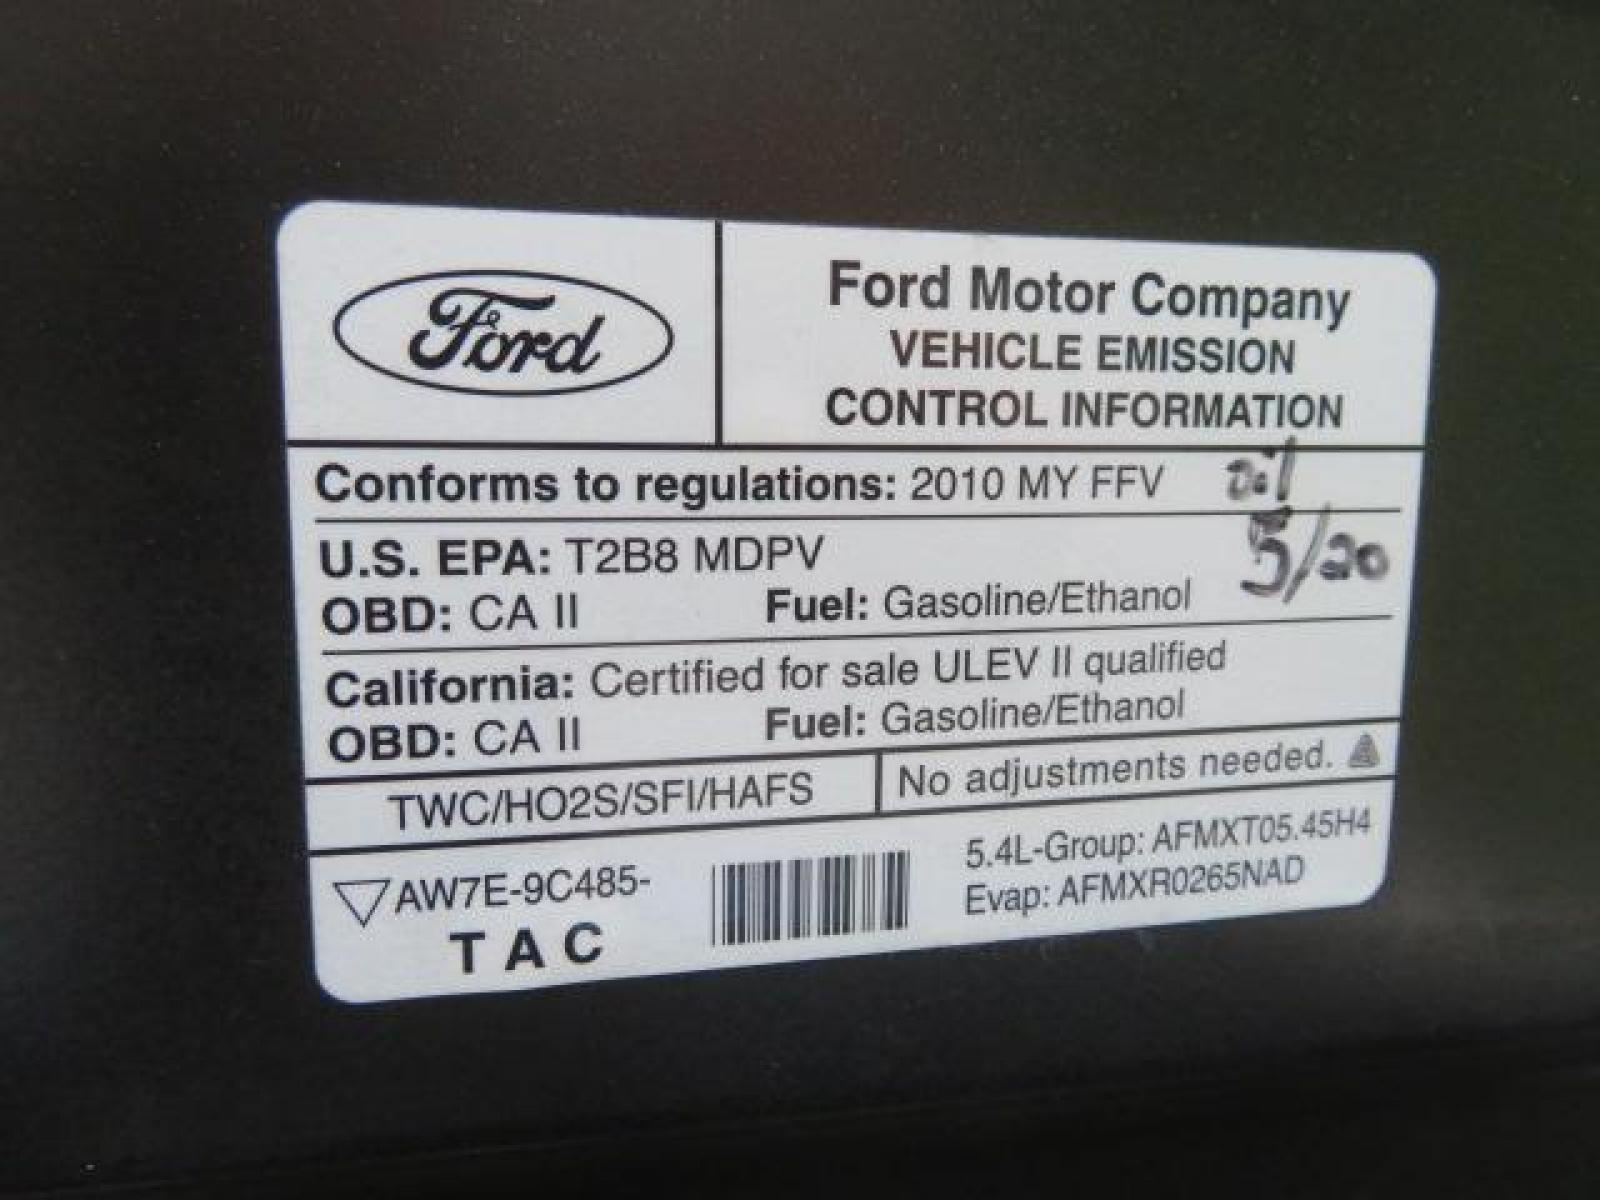 Ford
Ford Motor Company
VEHICLE EMISSION
CONTROL INFORMATION
Conforms to regulations: 2010 MY FFV
oil
5/20
U.S. EPA: T2B8 MDPV
OBD: CA II Fuel: Gasoline/Ethanol
California: Certified for sale ULEV II qualified
OBD: CA II Fuel: Gasoline/Ethanol
TWC/HO2S/SFI/HAFS
No adjustments needed.
AW7E-9C485-
TAC
5.4L-Group: AFMXT05.45H4
Evap: AFMXR0265NAD